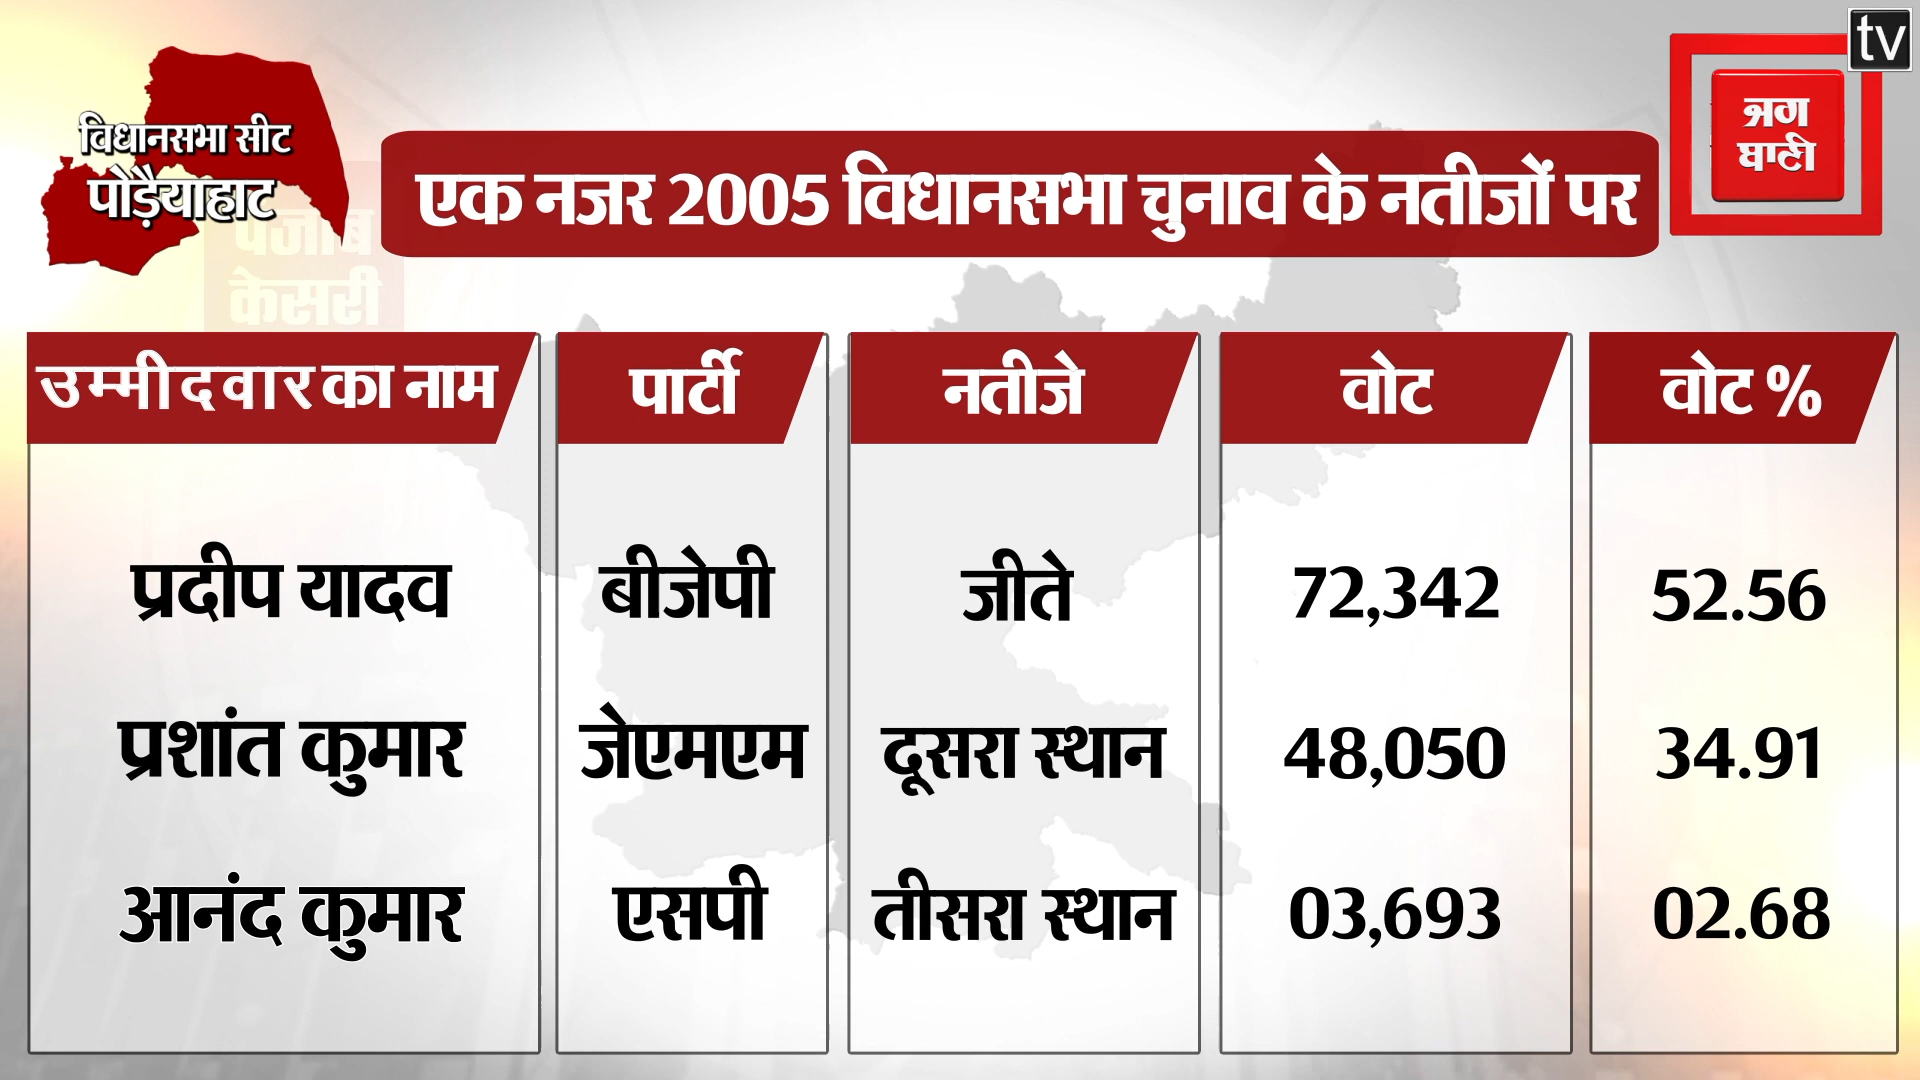 tv
विधानसभा सीट
पोड़ैयाहाट
एक नजर 2005 विधानसभा चुनाव के नतीजों पर
पंजाब
केसरी
उम्मीदवार का नाम पार्टी नतीजे वोट वोट %
प्रदीप यादव बीजेपी जीते 72,342 52.56
प्रशांत कुमार जेएमएम दूसरा स्थान 48,050 34.91
आनंद कुमार एसपी तीसरा स्थान 03,693 02.68